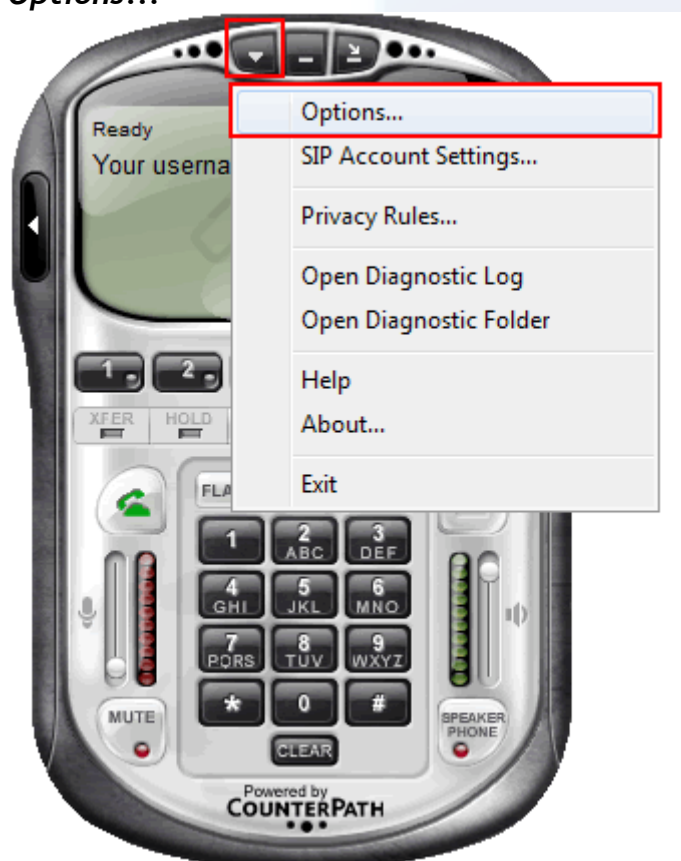 Options...
Ready
Your userna
Options...
SIP Account Settings...
Privacy Rules...
Open Diagnostic Log
Open Diagnostic Folder
Help
About...
Exit
1 2
XFER HOLD
FLA
1 2 ABC 3 DEF
4 GHI 5 JKL 6 MNO
7 PQRS 8 TUV 9 WXYZ
* 0 #
MUTE
SPEAKER
PHONE
CLEAR
Powered by
COUNTERPATH